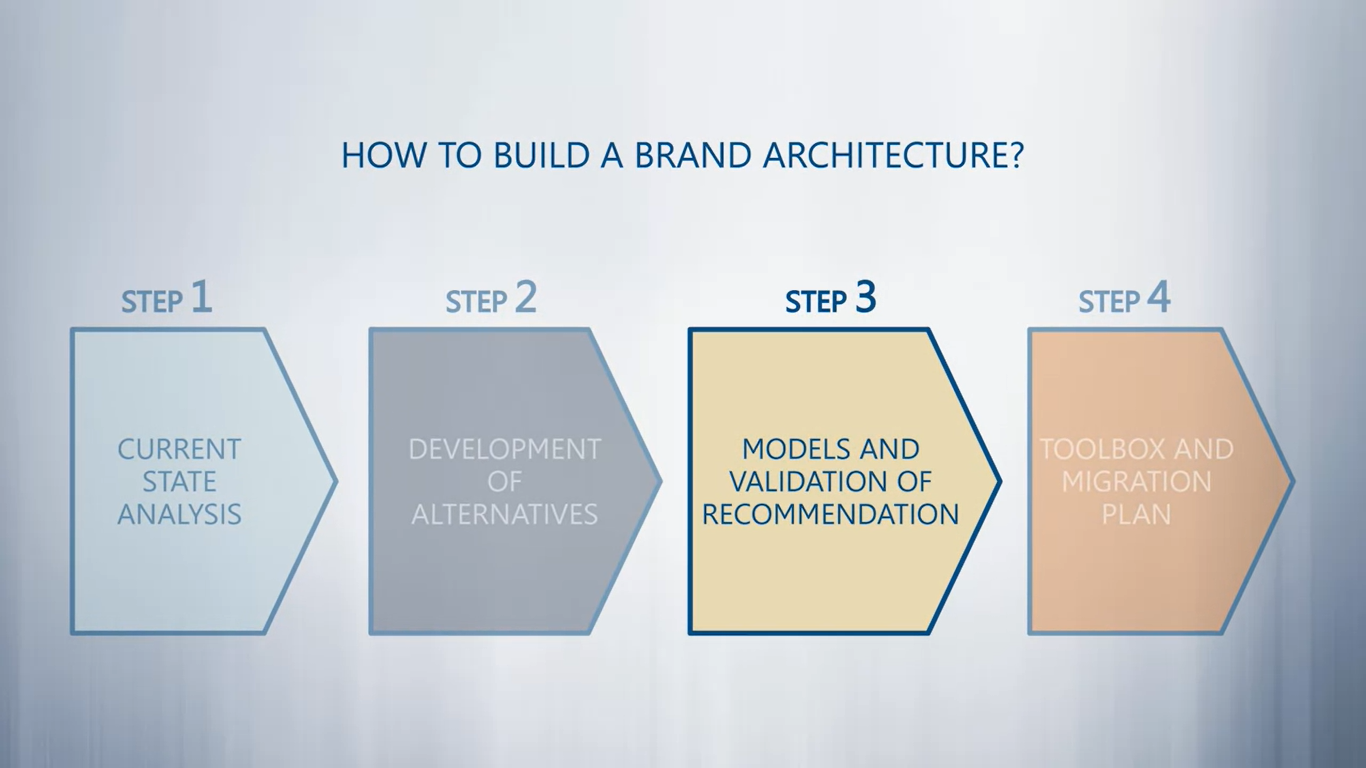 HOW TO BUILD A BRAND ARCHITECTURE?
STEP 1
CURRENT
STATE
ANALYSIS
STEP 2
DEVELOPMENT
OF
ALTERNATIVES
STEP 3
MODELS AND
VALIDATION OF
RECOMMENDATION
STEP 4
TOOLBOX AND
MIGRATION
PLAN